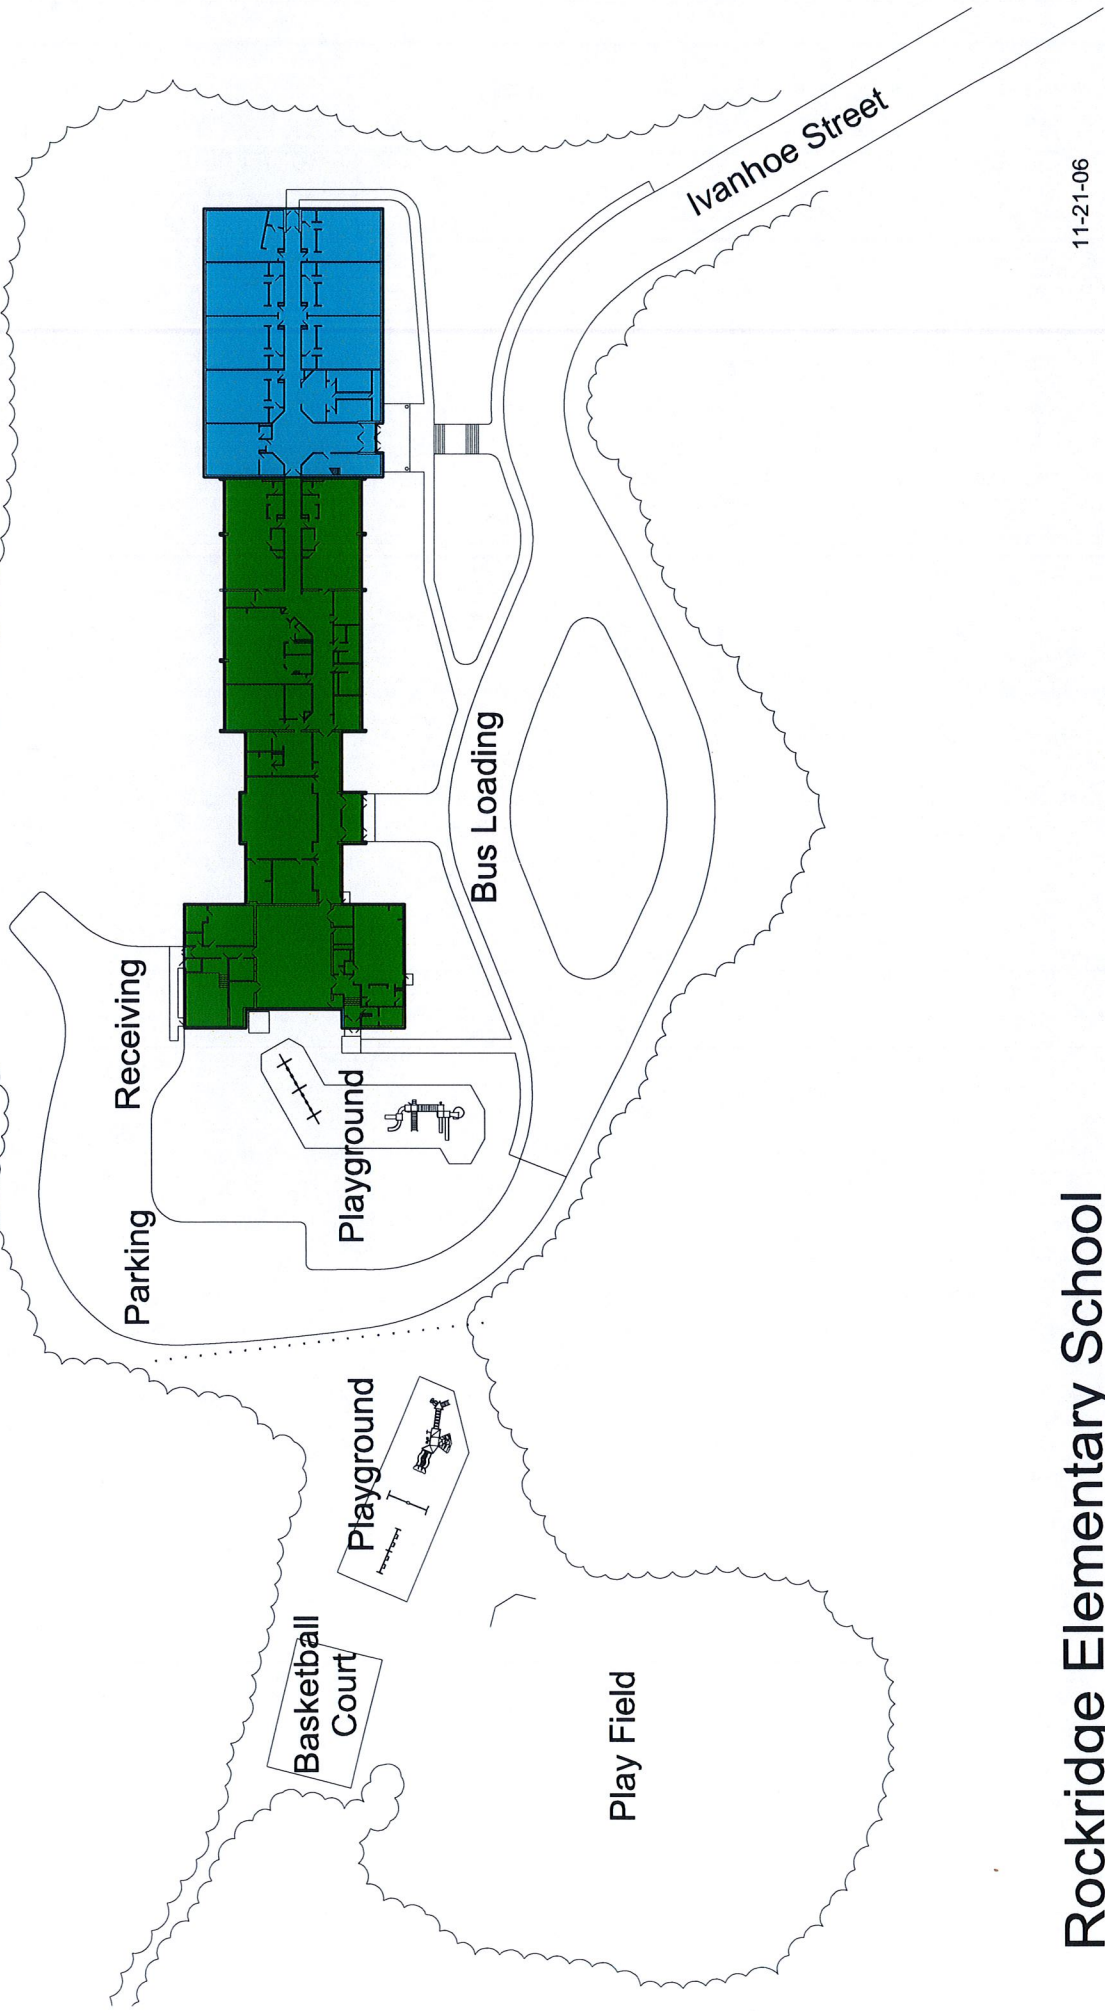 Receiving
Parking
Playground
Bus Loading
Ivanhoe Street
Playground
Basketball
Court
Play Field
Rockridge Elementary School
11-21-06